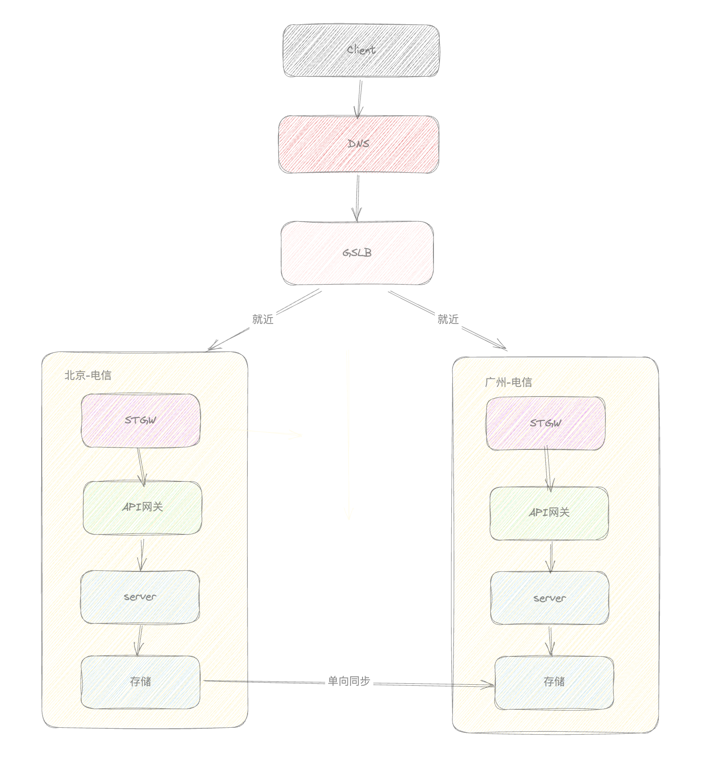 Client
DNS
GSLB
就近
就近
北京-电信
STGW
API网关
server
存储
广州-电信
STGW
API网关
server
存储
单向同步